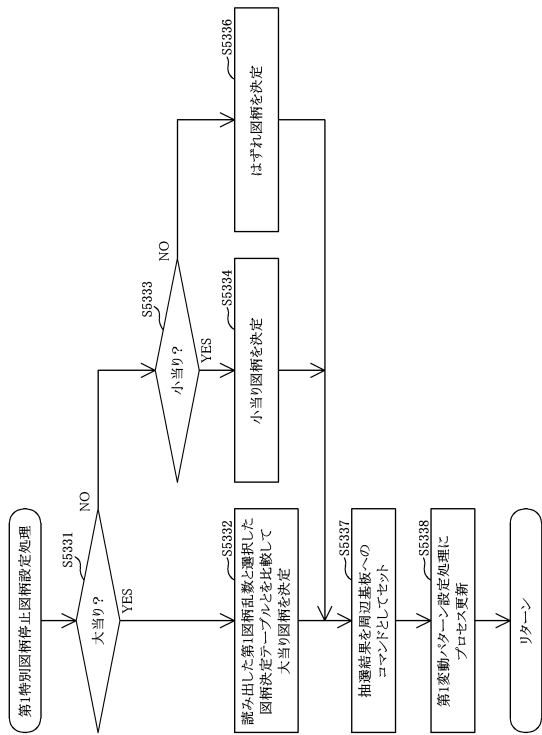 第1特別図柄停止図柄設定処理
S5331
大当り?
NO
YES
S5333
小当り?
NO
YES
S5332
読み出した第1図柄乱数と選択した
図柄決定テーブルとを比較して
大当り図柄を決定
S5334
小当り図柄を決定
S5336
はずれ図柄を決定
S5337
抽選結果を周辺基板への
コマンドとしてセット
S5338
第1変動パターン設定処理に
プロセス更新
リターン